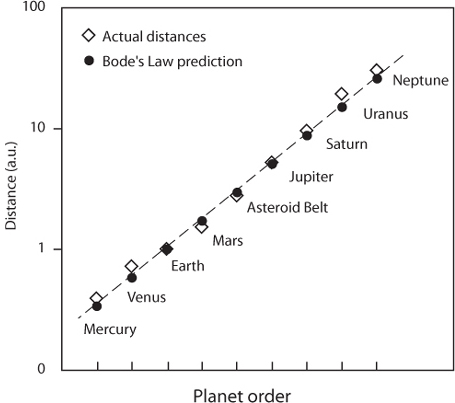 100
Actual distances
Bode's Law prediction
Neptune
Uranus
10
Saturn
Jupiter
Asteroid Belt
Mars
1
Earth
Venus
Mercury
0
Distance (a.u.)
Planet order